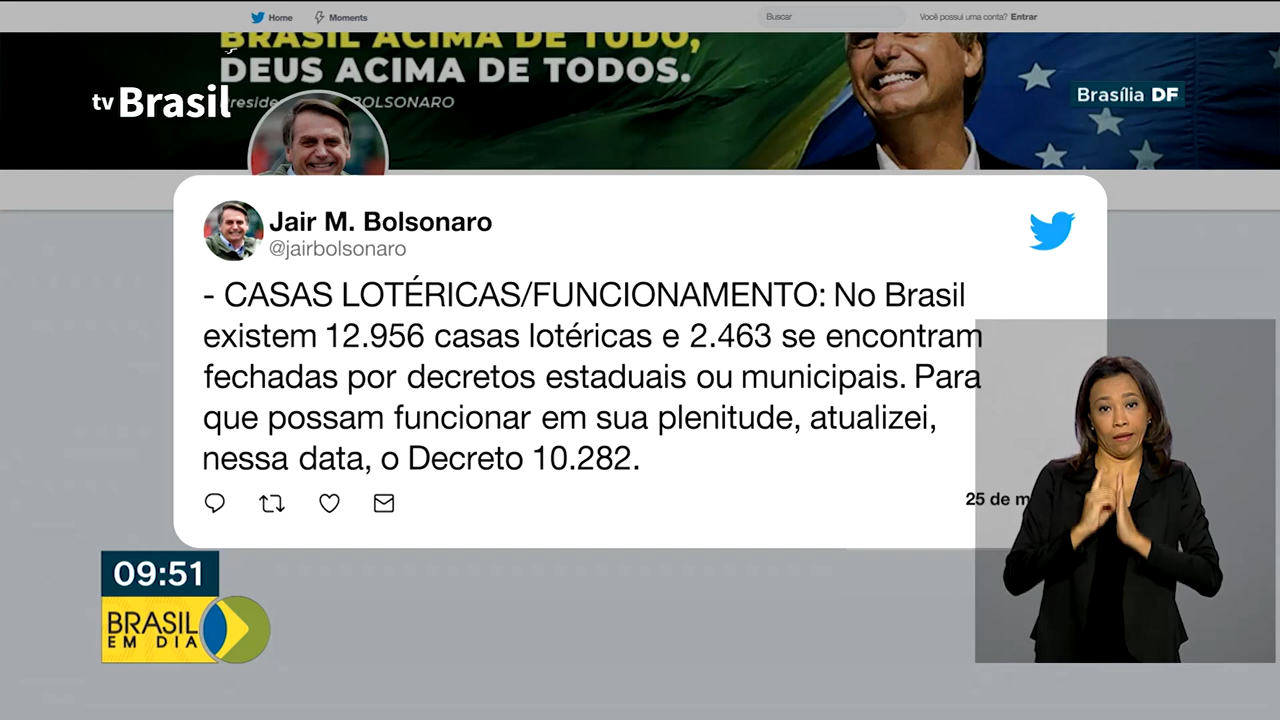 Home
Moments
Buscar
Você possui uma conta? Entrar
BRASIL ACIMA DE TUDO,
DEUS ACIMA DE TODOS.
BOLSONARO
tv Brasil
Brasília DF
Jair M. Bolsonaro
@jairbolsonaro
- CASAS LOTÉRICAS/FUNCIONAMENTO: No Brasil
existem 12.956 casas lotéricas e 2.463 se encontram
fechadas por decretos estaduais ou municipais. Para
que possam funcionar em sua plenitude, atualizei,
nessa data, o Decreto 10.282.
25 de m
09:51
BRASIL
EM DIA